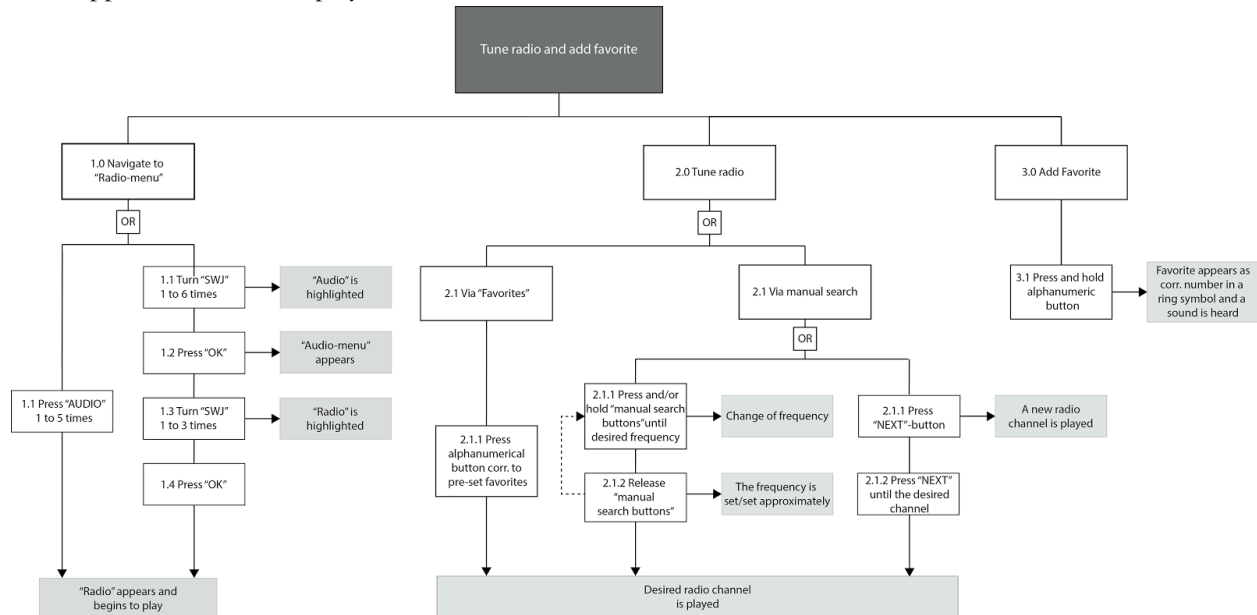 Tune radio and add favorite
1.0 Navigate to
"Radio-menu"
OR
1.1 Press "AUDIO"
1 to 5 times
1.1 Turn "SWJ"
1 to 6 times
"Audio" is
highlighted
1.2 Press "OK"
"Audio-menu"
appears
1.3 Turn "SWJ"
1 to 3 times
"Radio" is
highlighted
1.4 Press "OK"
"Radio" appears and
begins to play
2.0 Tune radio
OR
2.1 Via "Favorites"
2.1.1 Press
alphanumerical
button corr. to
pre-set favorites
2.1 Via manual search
OR
2.1.1 Press and/or
hold "manual search
buttons"until
desired frequency
Change of frequency
2.1.2 Release
"manual
search buttons"
The frequency is
set/set approximately
2.1.1 Press
"NEXT"-button
A new radio
channel is played
2.1.2 Press "NEXT"
until the desired
channel
Desired radio channel
is played
3.0 Add Favorite
3.1 Press and hold
alphanumeric
button
Favorite appears as
corr. number in a
ring symbol and a
sound is heard